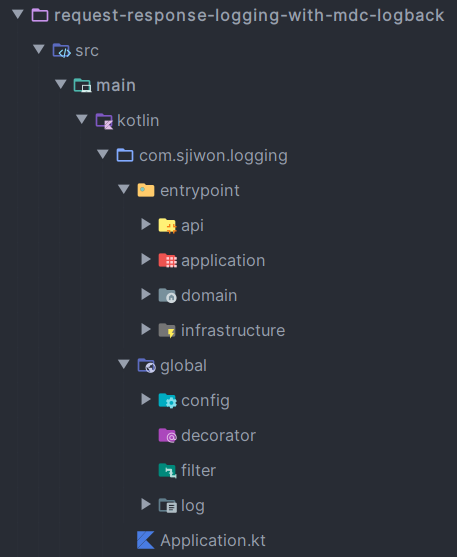 request-response-logging-with-mdc-logback
src
main
kotlin
com.sjiwon.logging
entrypoint
api
application
domain
infrastructure
global
config
decorator
filter
log
Application.kt